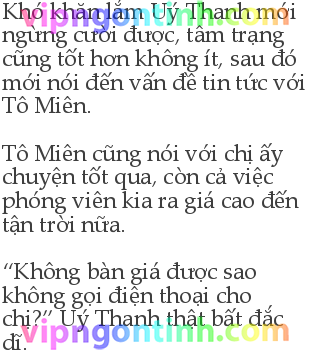 Khó khăn lắm Uý Thanh mới
ngừng cười được, tâm trạng
cũng tốt hơn không ít, sau đó
mới nói đến vấn đề tin tức với
Tô Miên.
Tô Miên cũng nói với chị ấy
chuyện tốt qua, còn cả việc
phóng viên kia ra giá cao đến
tận trời nữa.
“Không bàn giá được sao
không gọi điện thoại cho
chị?” Uý Thanh thật bất đắc
dĩ.
vipngontinh.com
vipngontinh.com